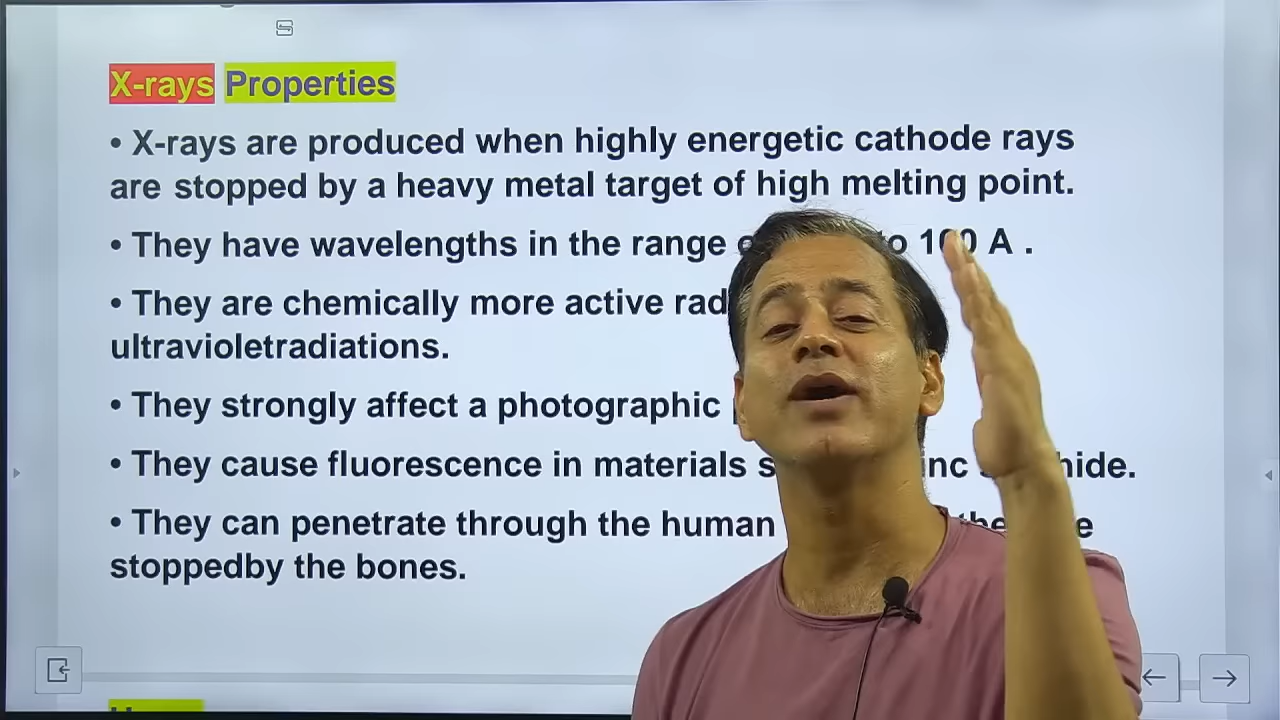 X-rays Properties
• X-rays are produced when highly energetic cathode rays
are stopped by a heavy metal target of high melting point.
• They have wavelengths in the range to 100 A .
• They are chemically more active
ultravioletradiations.
• They strongly affect a photographic
• They cause fluorescence in materials
• They can penetrate through the human
stoppedby the bones.